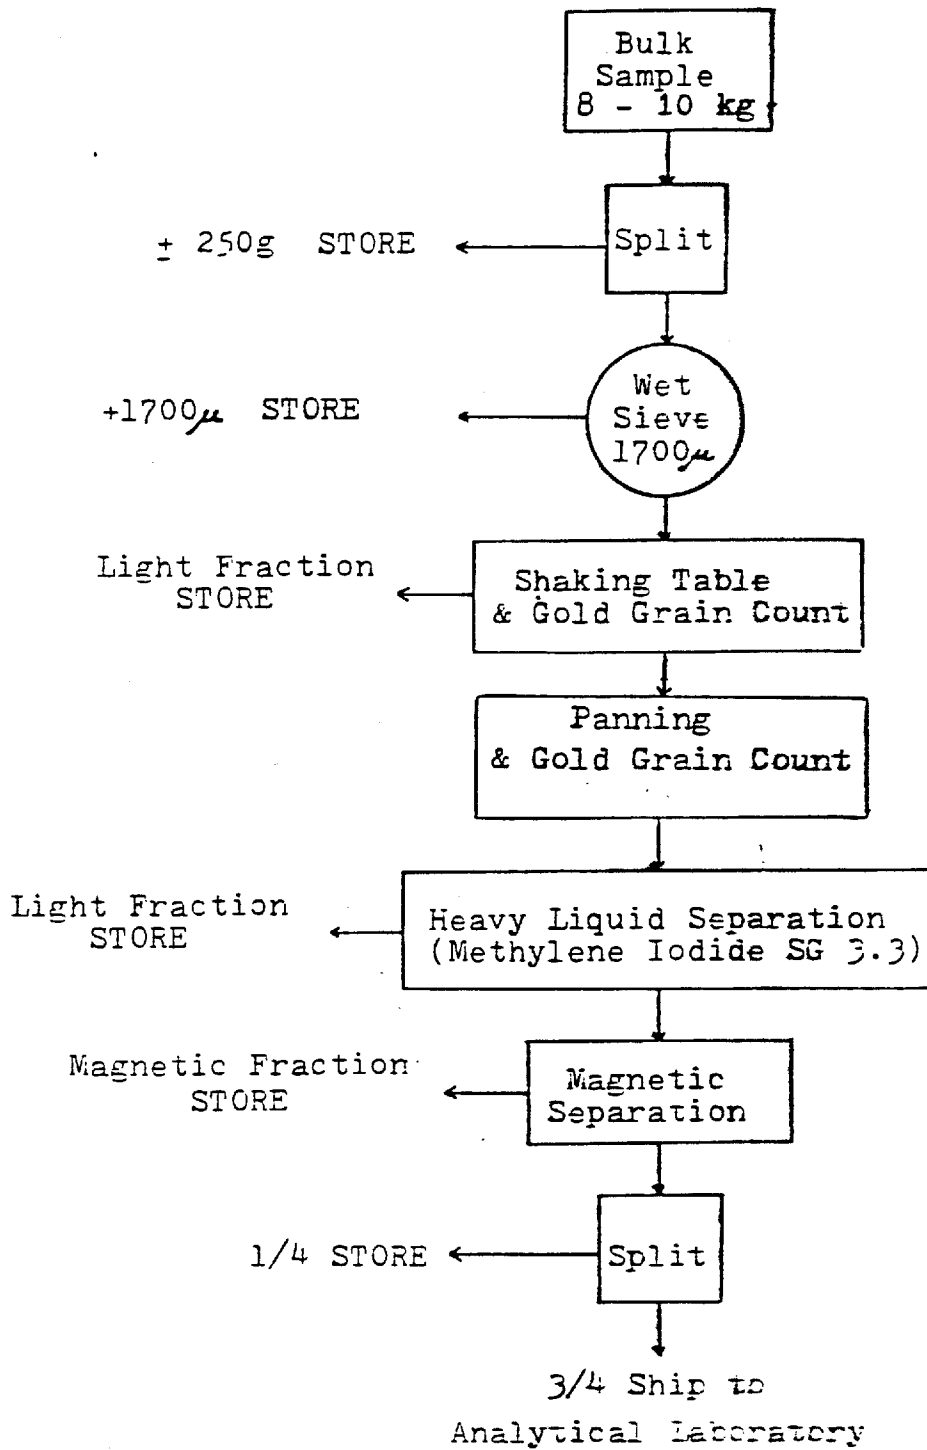 Bulk
Sample
8 - 10 kg.
Split
± 250g STORE
Wet
Sieve
1700µ
+1700µ STORE
Shaking Table
& Gold Grain Count
Light Fraction
STORE
Panning
& Gold Grain Count
Heavy Liquid Separation
(Methylene Iodide SG 3.3)
Light Fraction
STORE
Magnetic
Separation
Magnetic Fraction
STORE
Split
1/4 STORE
3/4 Ship to
Analytical Laboratory